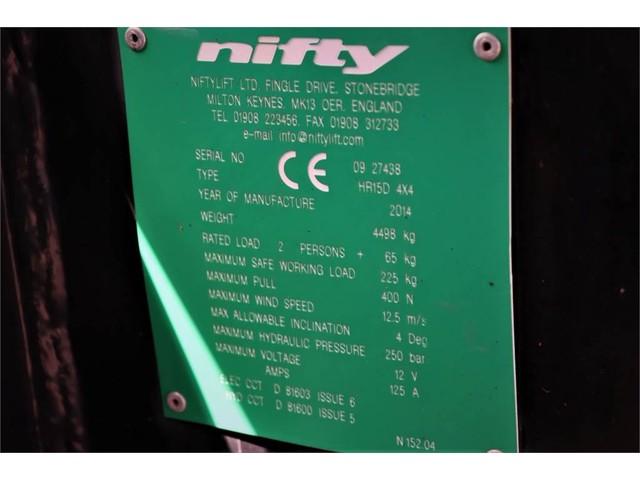 nifty
NIFTYLIFT LTD, FINGLE DRIVE, STONEBRIDGE
MILTON KEYNES, MK13 OER, ENGLAND
TEL 01908 223456, FAX 01908 312733
e-mail info@niftylift.com
SERIAL NO CE 09 27438
TYPE HR15D 4X4
YEAR OF MANUFACTURE 2014
WEIGHT 4498 kg
RATED LOAD 2 PERSONS + 65 kg
MAXIMUM SAFE WORKING LOAD 225 kg
MAXIMUM PULL 400 N
MAXIMUM WIND SPEED 12.5 m/s
MAX ALLOWABLE INCLINATION 4 Deg
MAXIMUM HYDRAULIC PRESSURE 250 bar
MAXIMUM VOLTAGE 12 V
AMPS 125 A
ELEC CCT D 81603 ISSUE 6
HYD CCT D 81600 ISSUE 5
N 152.04